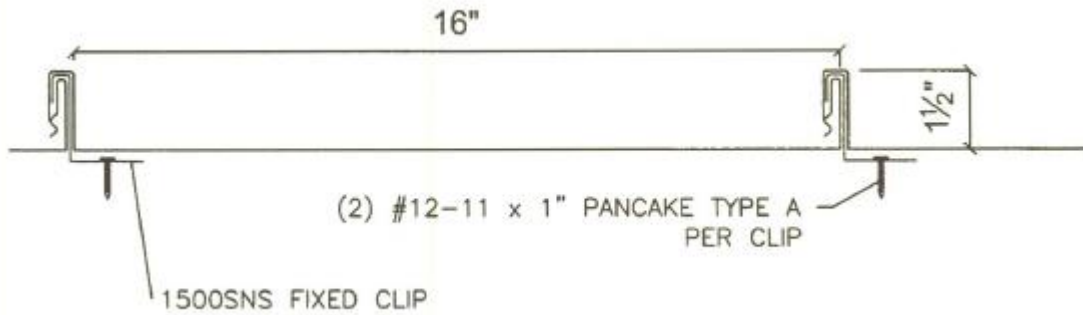 16"
1½"
(2) #12-11 x 1" PANCAKE TYPE A
PER CLIP
1500SNS FIXED CLIP